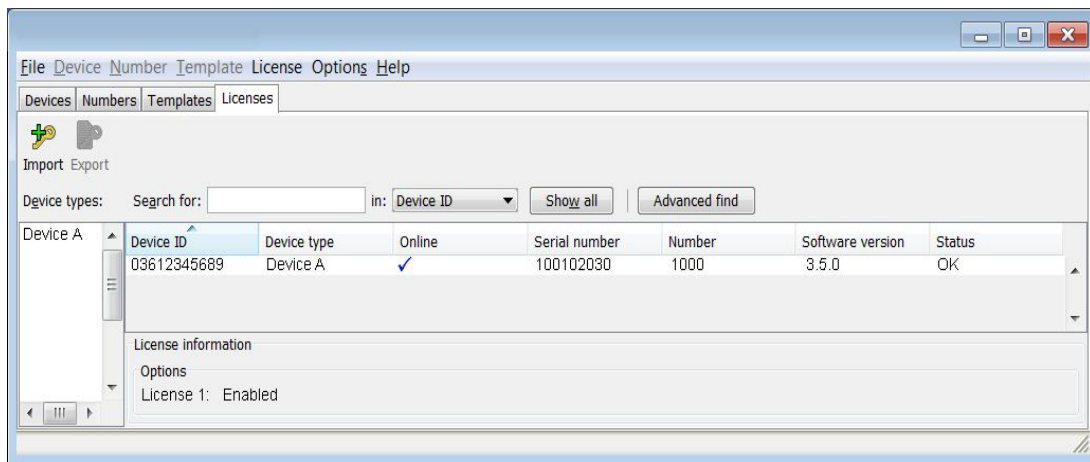 File Device Number Template License Options Help
Devices Numbers Templates Licenses
Import Export
Device types: Search for: in: Device ID Show all Advanced find
Device A
Device ID Device type Online Serial number Number Software version Status
03612345689 Device A ✓ 100102030 1000 3.5.0 OK
License information
Options
License 1: Enabled